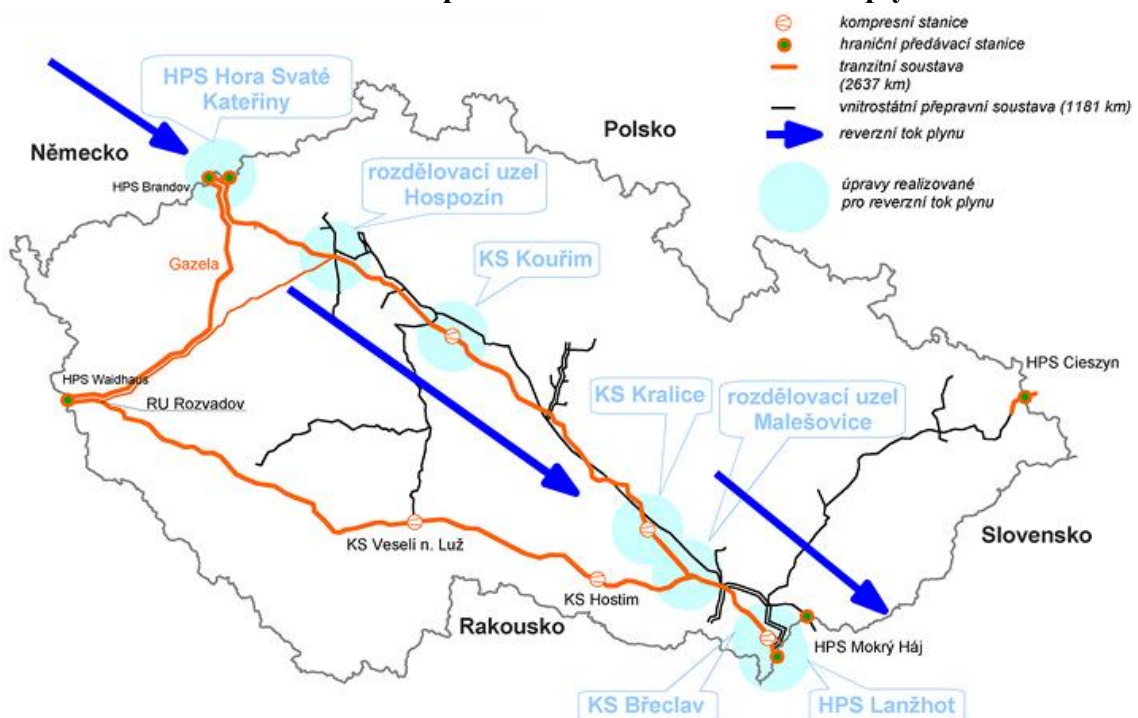 kompresní stanice
hraniční předávací stanice
tranzitní soustava
(2637 km)
vnitrostátní přepravní soustava (1181 km)
reverzní tok plynu
úpravy realizované
pro reverzní tok plynu
HPS Hora Svaté
Kateřiny
Polsko
Německo
HPS Brandov
rozdělovací uzel
Hospozín
Gazela
KS Kouřim
HPS Waidhaus
RU Rozvadov
HPS Cieszyn
KS Kralice
rozdělovací uzel
Malešovice
Slovensko
KS Veseli n. Luž
KS Hostim
Rakousko
HPS Mokrý Háj
KS Břeclav
HPS Lanžhot